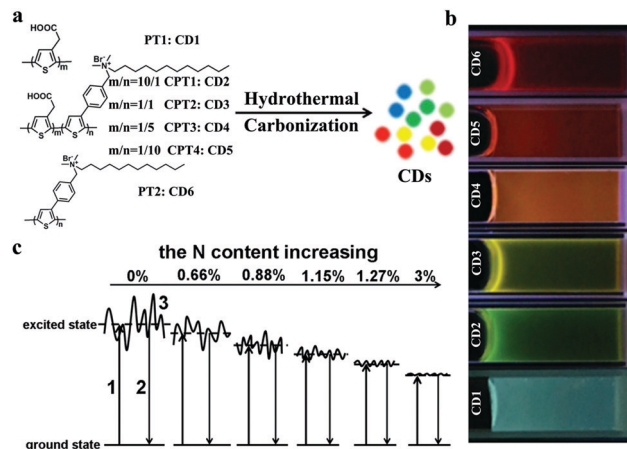 a
HOOC
S
m
PT1: CD1
Br⁻
N⁺
m/n=10/1 CPT1: CD2
HOOC
m/n=1/1 CPT2: CD3
S
m
S
n
m/n=1/5 CPT3: CD4
m/n=1/10 CPT4: CD5
Br⁻
N⁺
PT2: CD6
S
n
Hydrothermal
Carbonization
CDs
b
CD6
CD5
CD4
CD3
CD2
CD1
c
the N content increasing
0% 0.66% 0.88% 1.15% 1.27% 3%
3
excited state
1 2
ground state